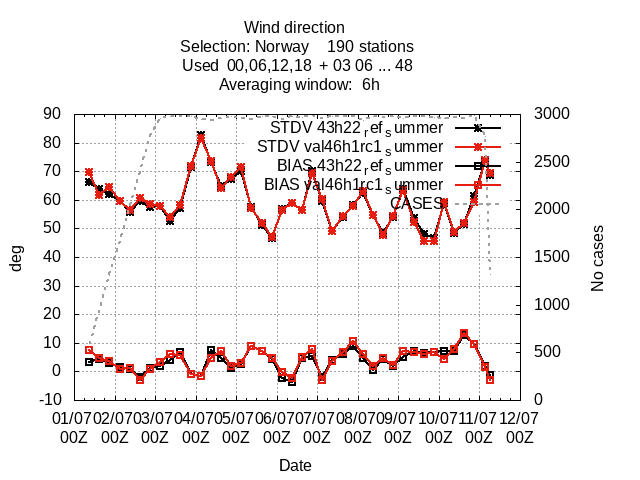 Wind direction
Selection: Norway 190 stations
Used 00,06,12,18 + 03 06 ... 48
Averaging window: 6h
STDV 43h22refsummer
STDV val46h1rc1summer
BIAS 43h22refsummer
BIAS val46h1rc1summer
CASES
deg
90
80
70
60
50
40
30
20
10
0
-10
No cases
3000
2500
2000
1500
1000
500
0
01/07 02/07 03/07 04/07 05/07 06/07 07/07 08/07 09/07 10/07 11/07 12/07
00Z 00Z 00Z 00Z 00Z 00Z 00Z 00Z 00Z 00Z 00Z 00Z
Date